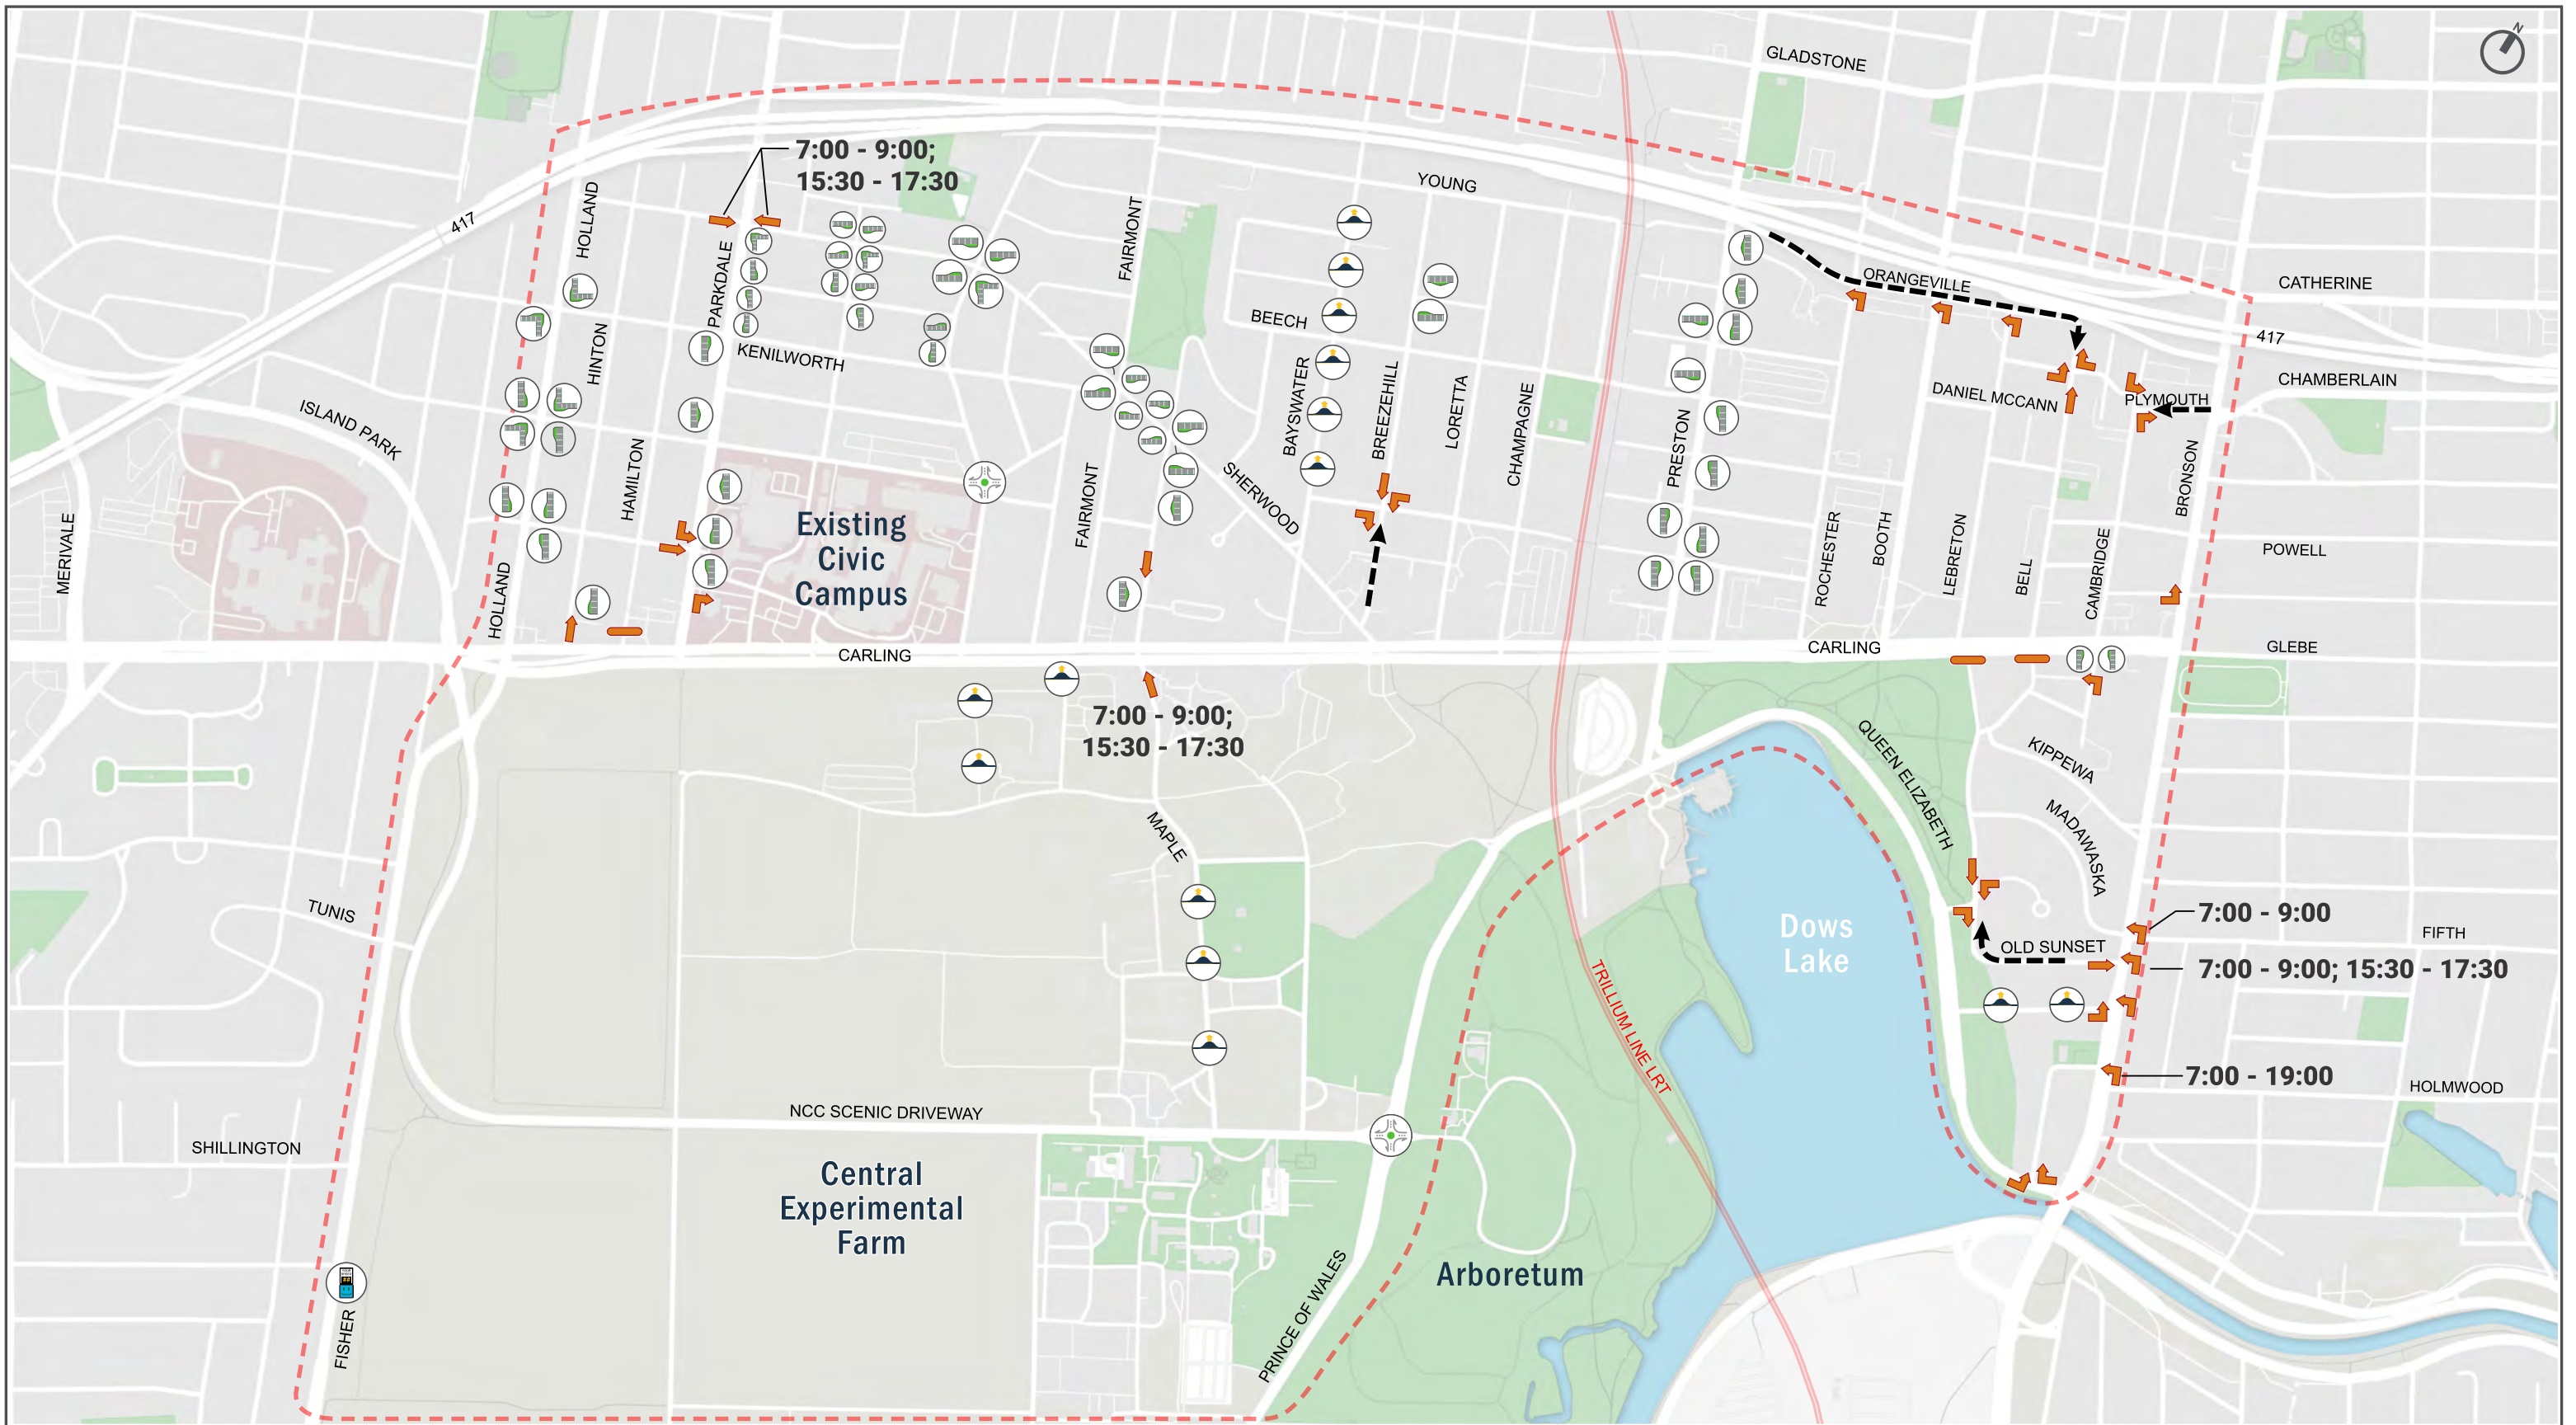 N
GLADSTONE
7:00 - 9:00;
15:30 - 17:30
YOUNG
417
HOLLAND
FAIRMONT
PARKDALE
ORANGEVILLE
CATHERINE
BEECH
417
HINTON
KENILWORTH
BAYSWATER
BREEZEHILL
LORETTA
CHAMPAGNE
CHAMBERLAIN
DANIEL MCCANN
PLYMOUTH
ISLAND PARK
PRESTON
BRONSON
HAMILTON
FAIRMONT
SHERWOOD
MERIVALE
Existing
Civic
Campus
ROCHESTER
BOOTH
LEBRETON
BELL
CAMBRIDGE
POWELL
HOLLAND
CARLING
CARLING
GLEBE
7:00 - 9:00;
15:30 - 17:30
QUEEN ELIZABETH
KIPPEWA
MADAWASKA
MAPLE
TUNIS
Dows
Lake
7:00 - 9:00
FIFTH
OLD SUNSET
7:00 - 9:00; 15:30 - 17:30
TRILLIUM LINE LRT
7:00 - 19:00
HOLMWOOD
NCC SCENIC DRIVEWAY
SHILLINGTON
Central
Experimental
Farm
Arboretum
PRINCE OF WALES
FISHER